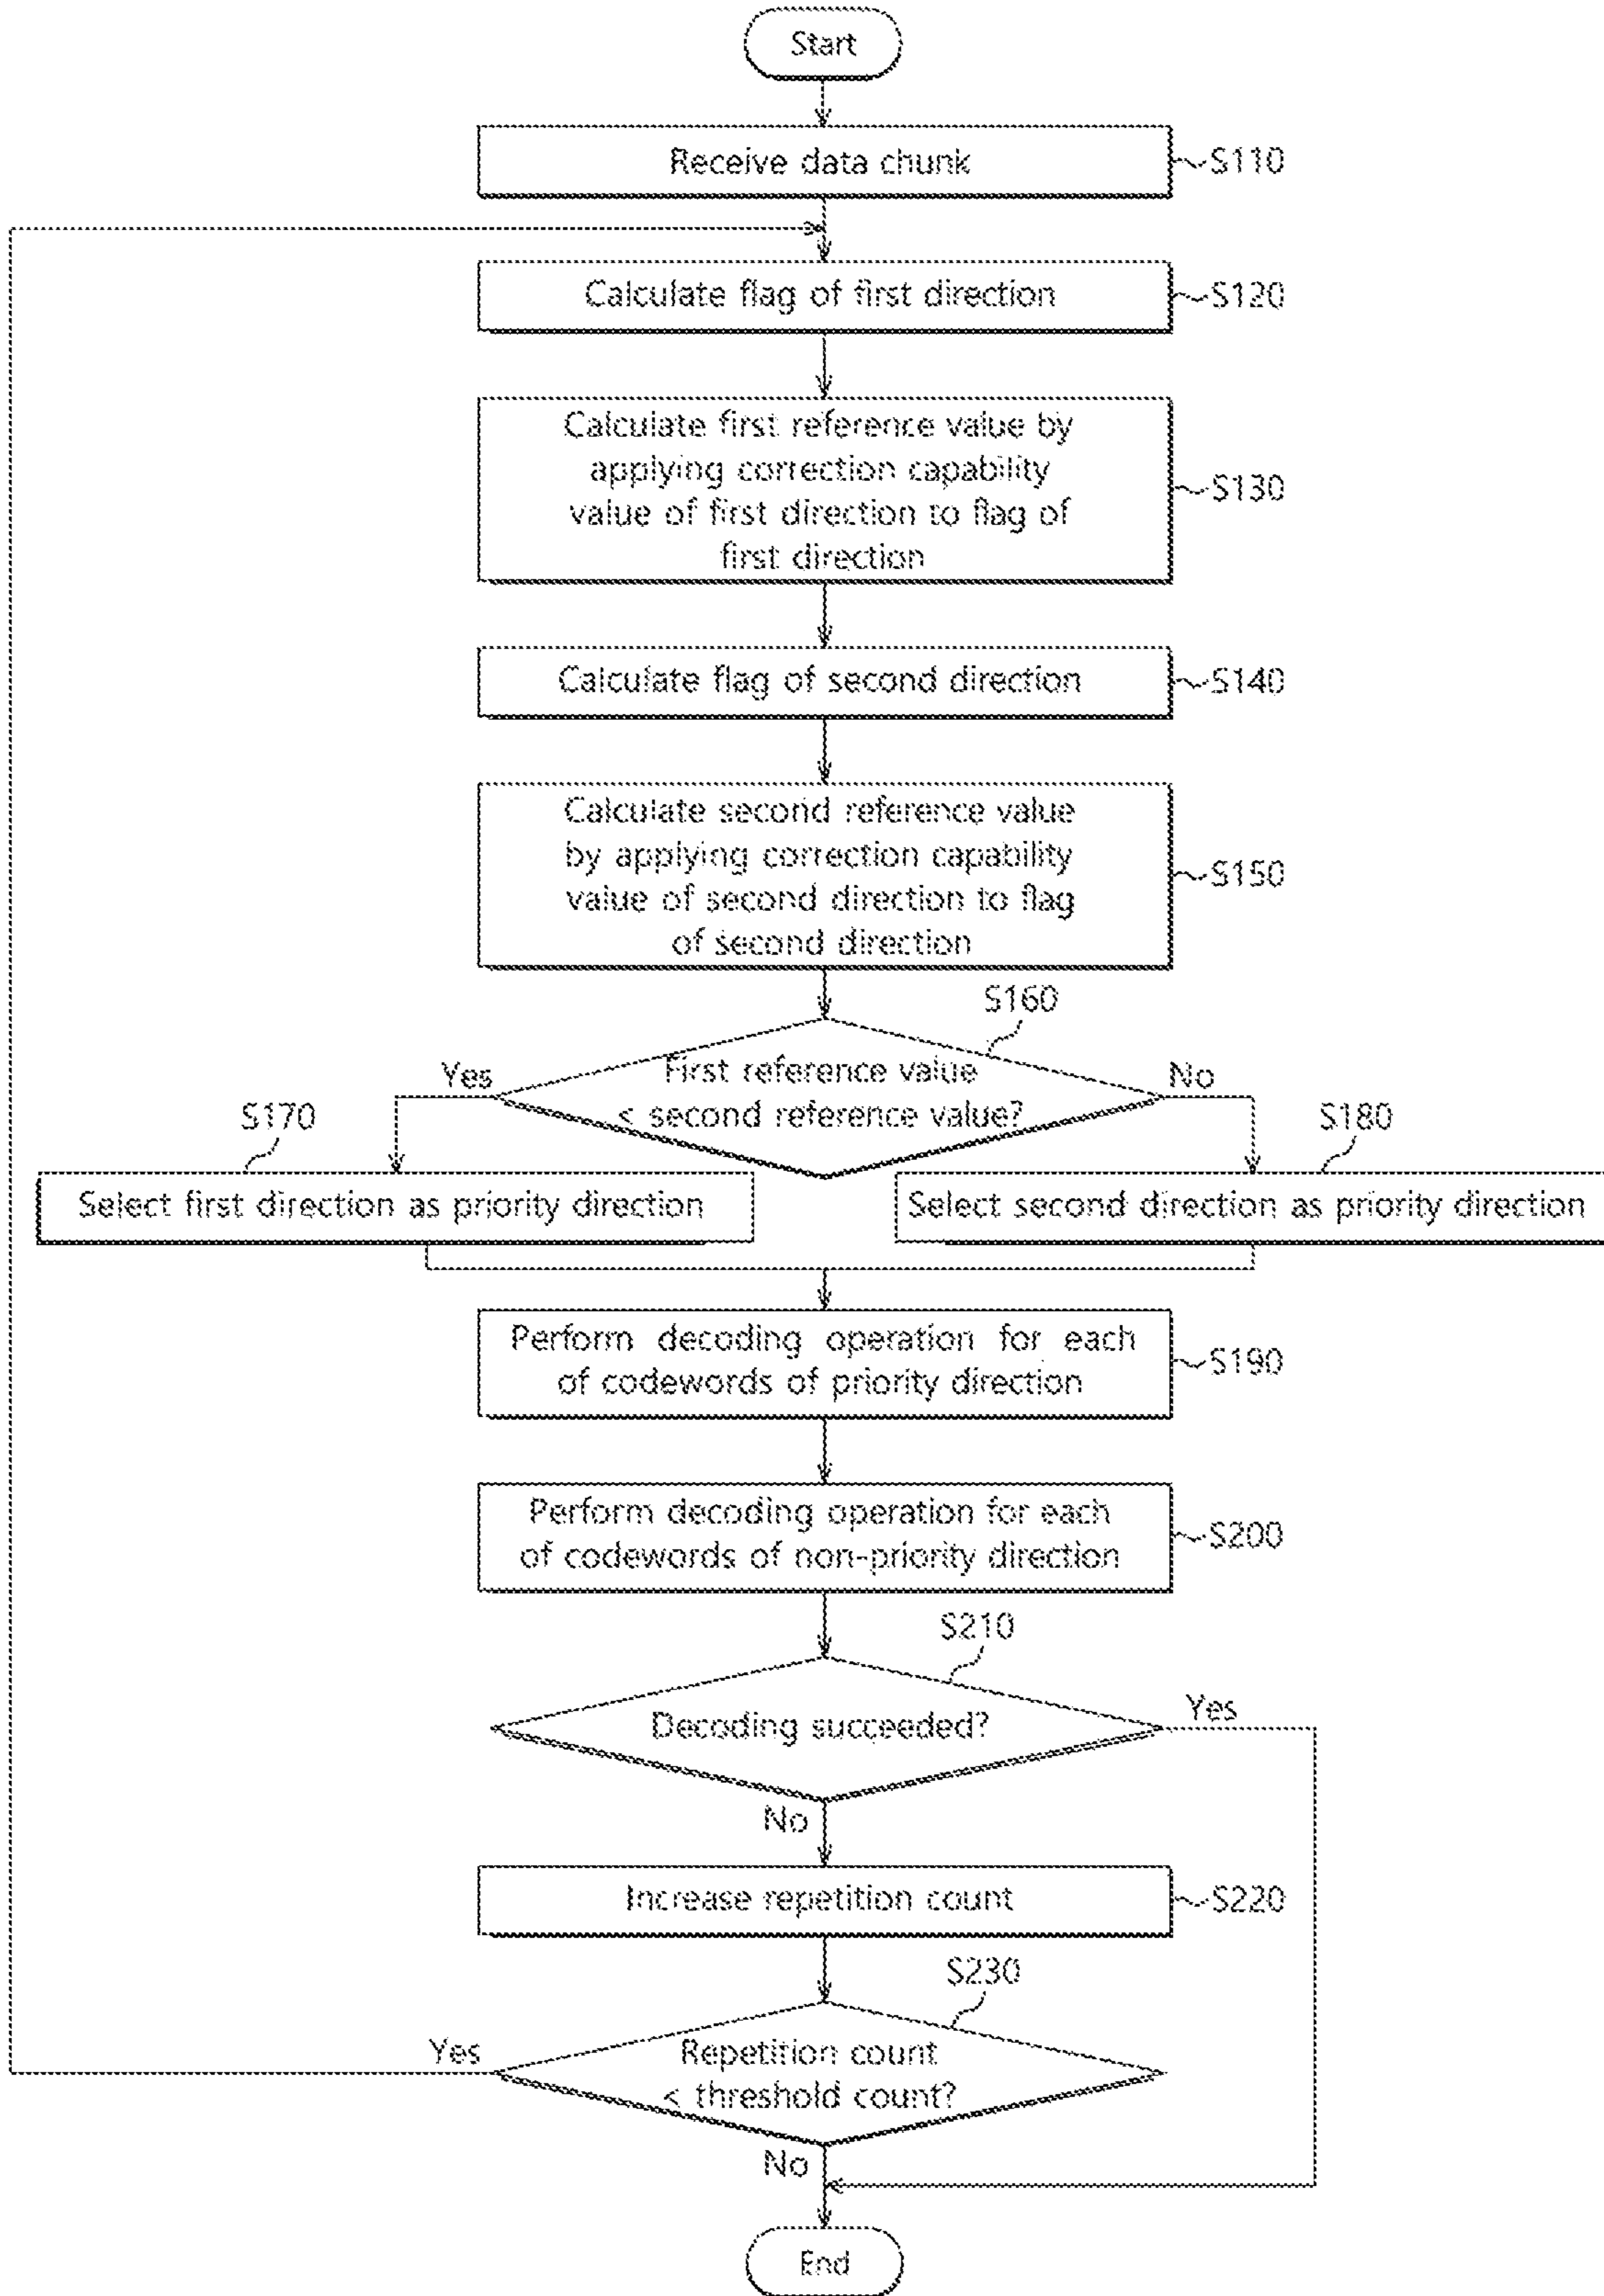 Start
Receive data chunk
S110
Calculate flag of first direction
S120
Calculate first reference value by
applying correction capability
value of first direction to flag of
first direction
S130
Calculate flag of second direction
S140
Calculate second reference value
by applying correction capability
value of second direction to flag
of second direction
S150
S160
First reference value
< second reference value?
Yes
No
S170
S180
Select first direction as priority direction
Select second direction as priority direction
Perform decoding operation for each
of codewords of priority direction
S190
Perform decoding operation for each
of codewords of non-priority direction
S200
S210
Decoding succeeded?
Yes
No
Increase repetition count
S220
S230
Repetition count
< threshold count?
Yes
No
End